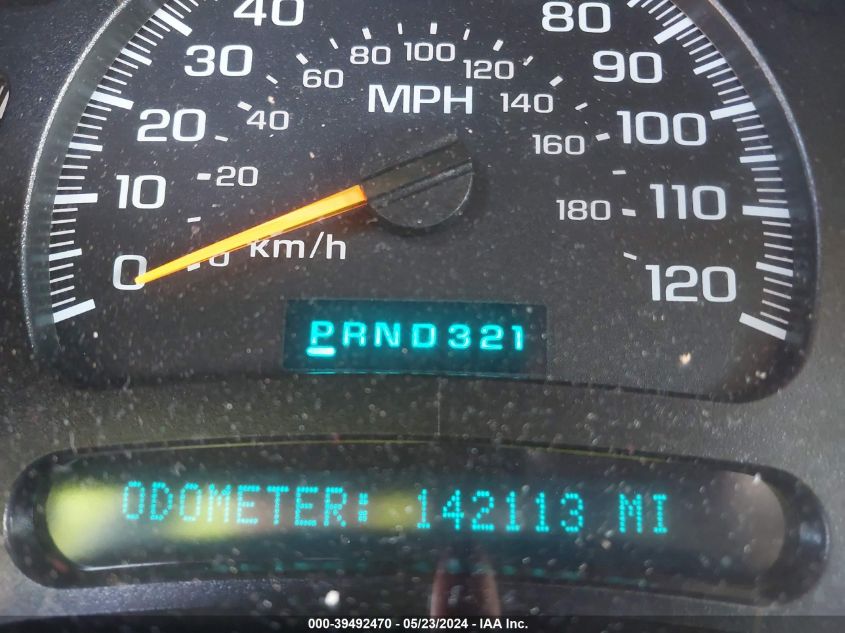 40 80
30 60 80 100 120 90
MPH
20 40 140 100
160
10 20 180 110
0 0 km/h 120
PRND321
ODOMETER: 142113 MI
000-39492470 - 05/23/2024 - IAA Inc.